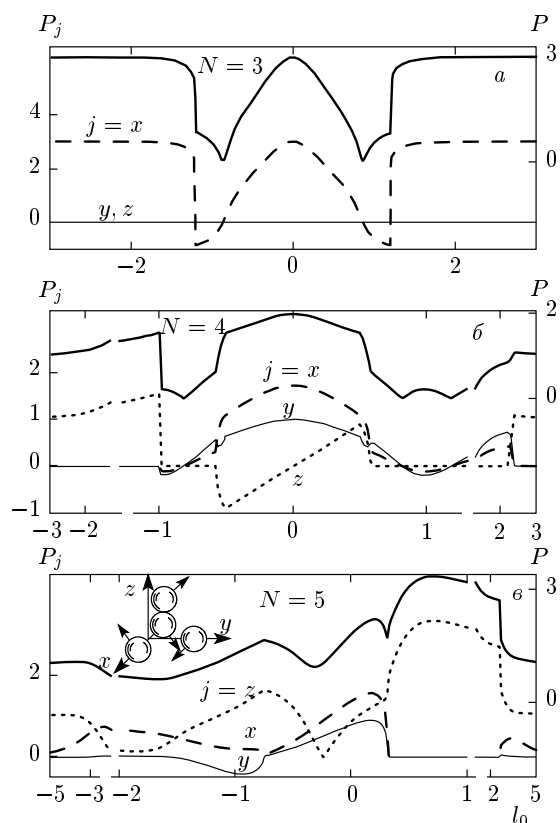 P_j P
N = 3 а 3
4
j = x
2 0
y, z
0
−2 0 2
P_j P
N = 4 б 2
2
j = x
0
1 y
0 z
−1
−3 −2 −1 0 1 2 3
P_j P
z N = 5 в 3
y
x
2 j = z
0
x
0 y
−5 −3 −2 −1 0 1 2 5
l_0